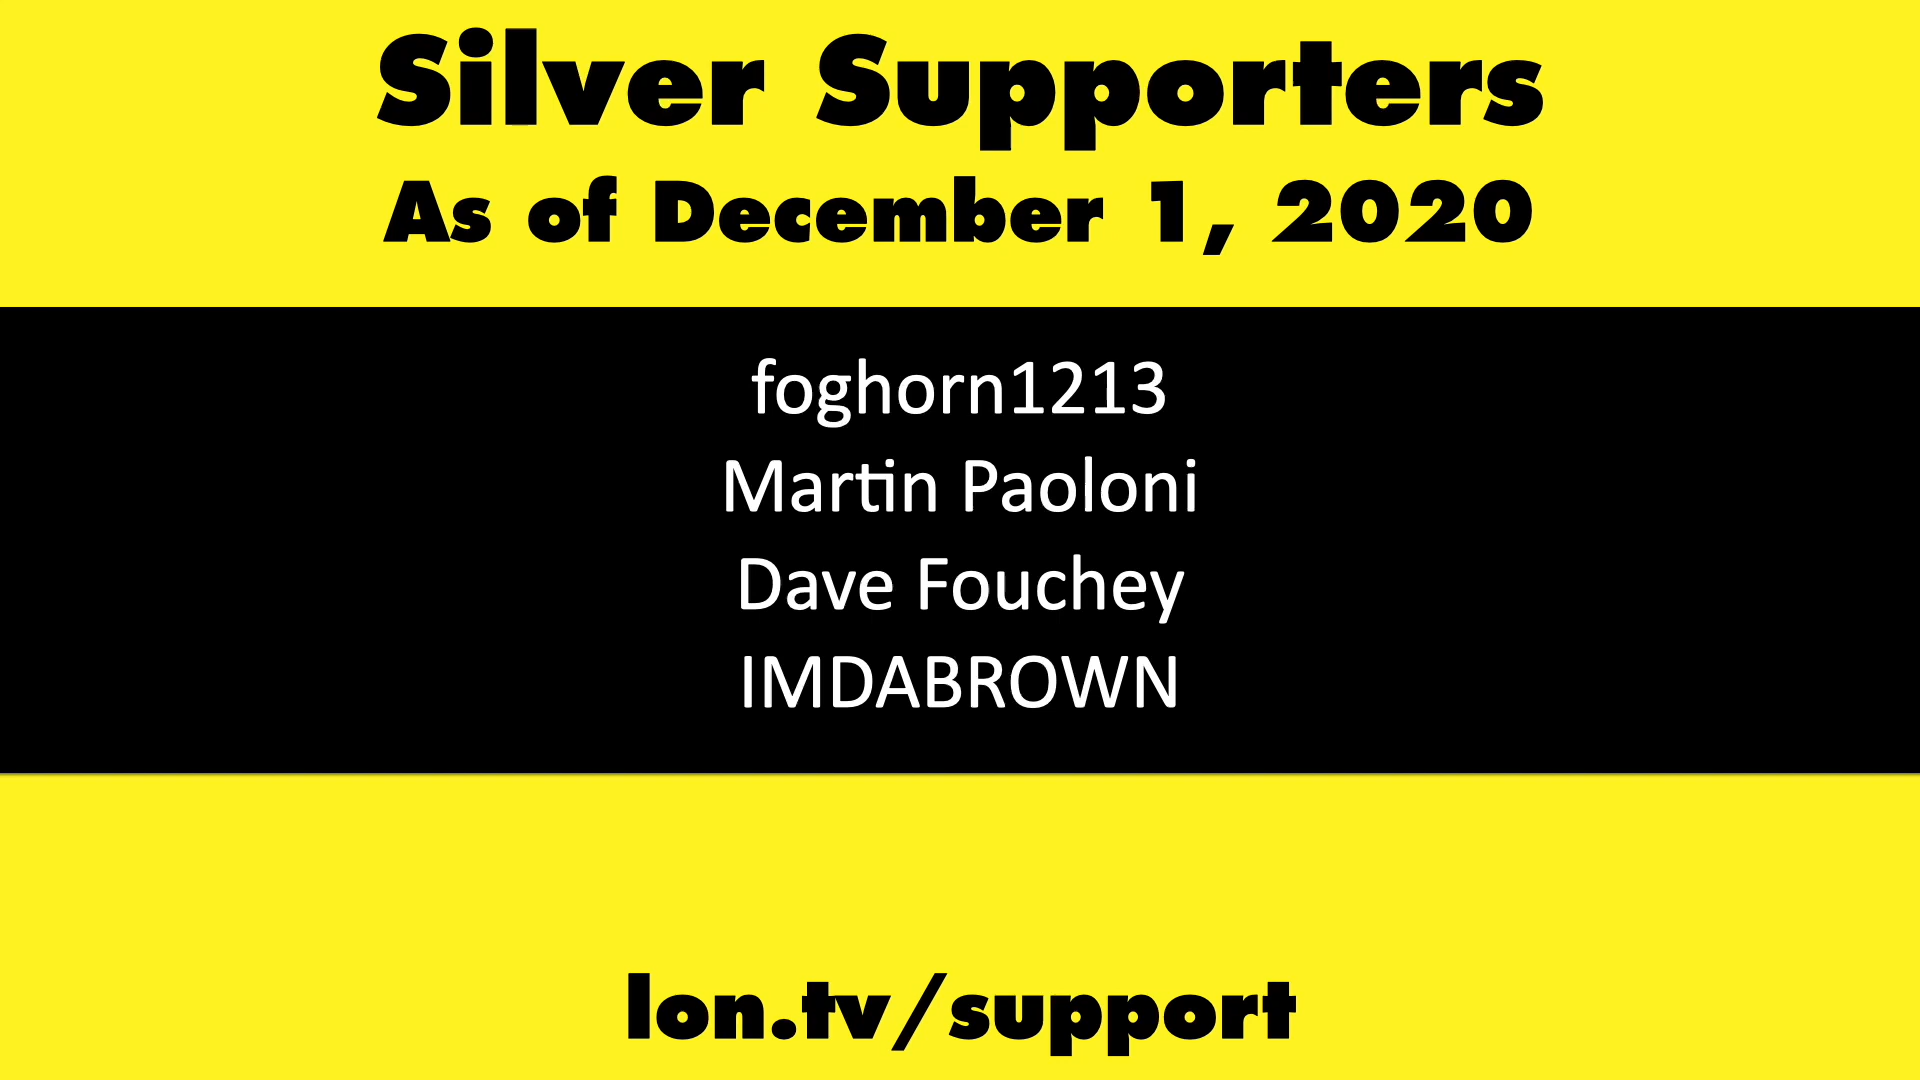 Silver Supporters
As of December 1, 2020
foghorn1213
Martin Paoloni
Dave Fouchey
IMDABROWN
lon.tv/support